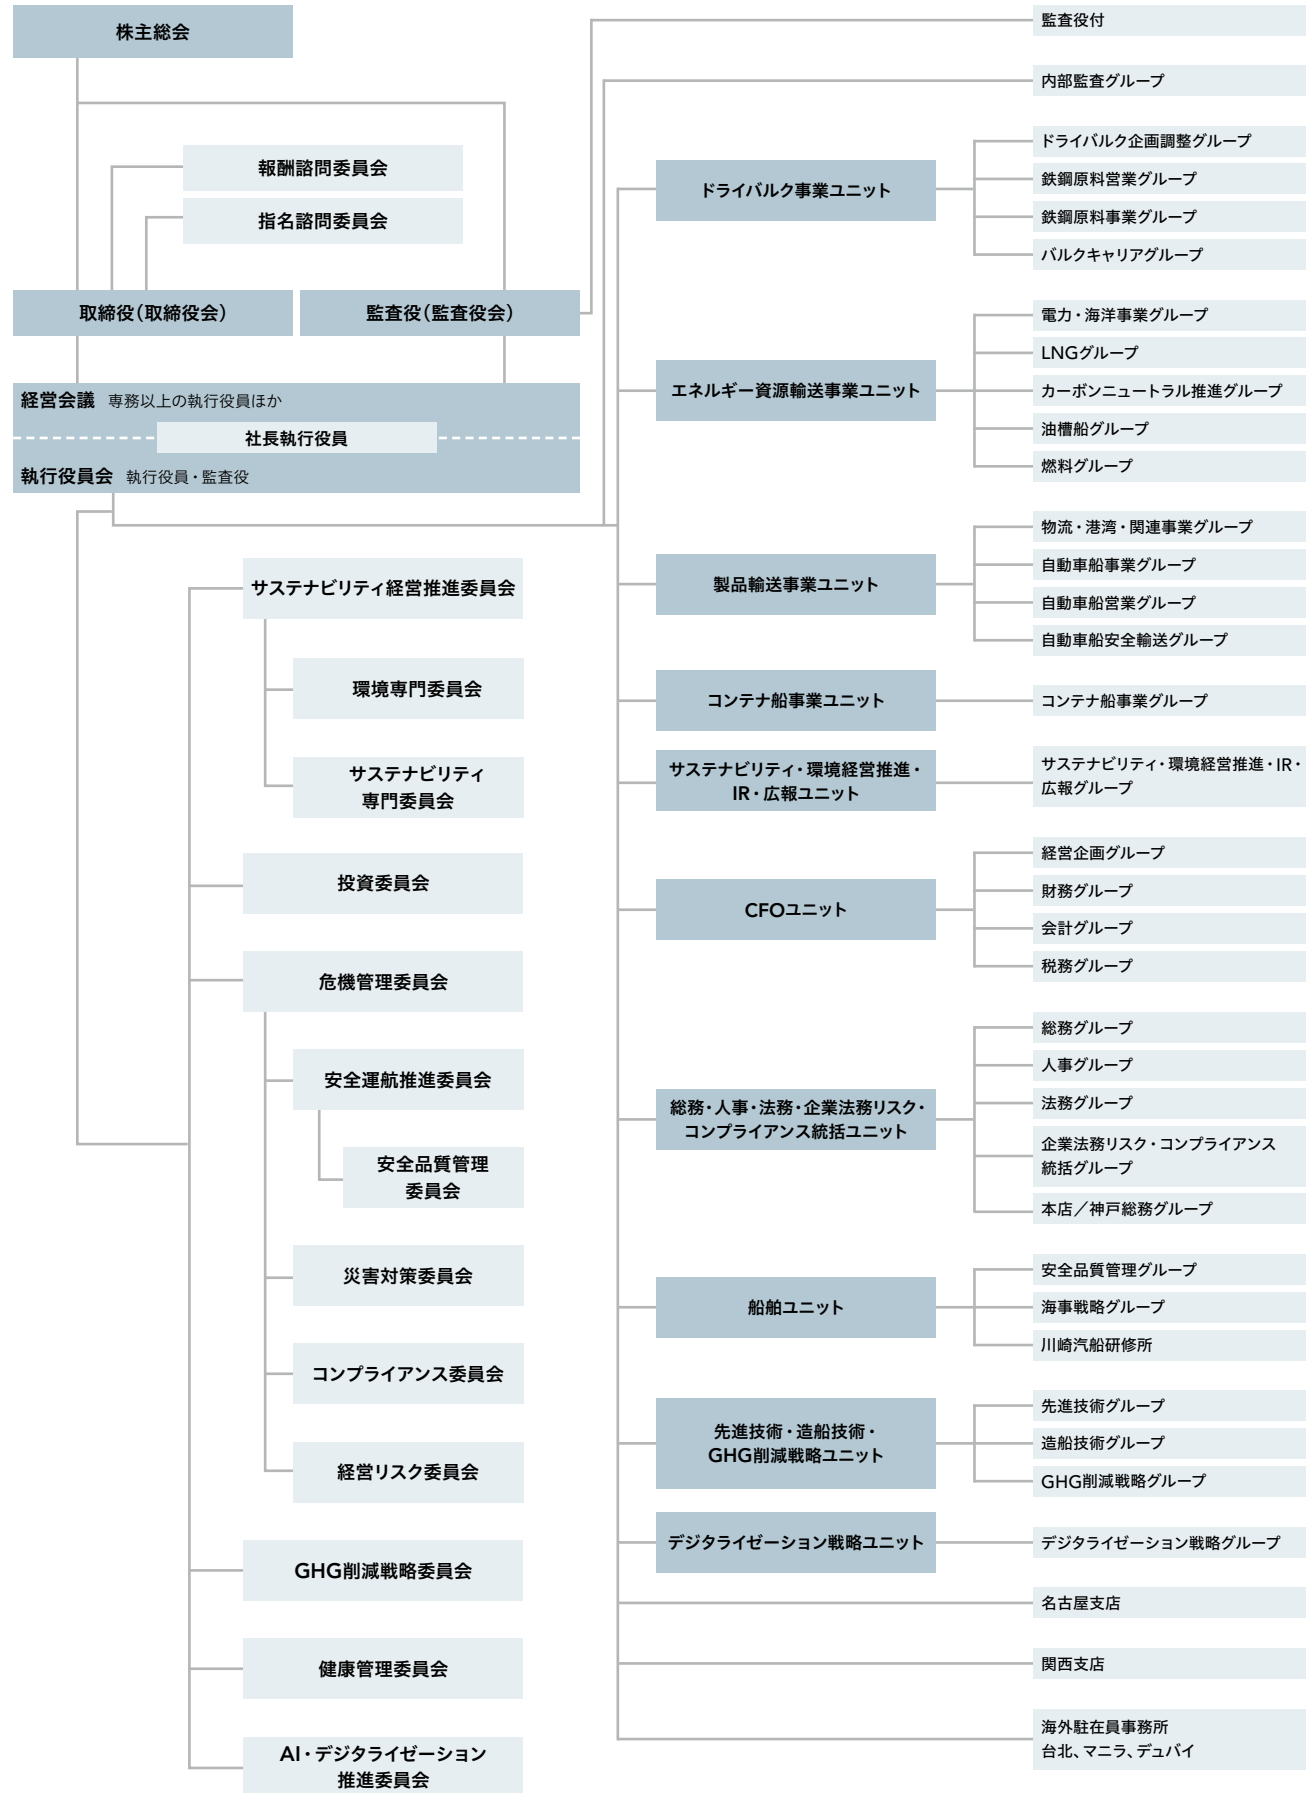 株主総会
報酬諮問委員会
指名諮問委員会
取締役(取締役会)
監査役(監査役会)
経営会議 専務以上の執行役員ほか
社長執行役員
執行役員会 執行役員・監査役
サステナビリティ経営推進委員会
環境専門委員会
サステナビリティ
専門委員会
投資委員会
危機管理委員会
安全運航推進委員会
安全品質管理
委員会
災害対策委員会
コンプライアンス委員会
経営リスク委員会
GHG削減戦略委員会
健康管理委員会
AI・デジタライゼーション
推進委員会
監査役付
内部監査グループ
ドライバルク事業ユニット
ドライバルク企画調整グループ
鉄鋼原料営業グループ
鉄鋼原料事業グループ
バルクキャリアグループ
エネルギー資源輸送事業ユニット
電力・海洋事業グループ
LNGグループ
カーボンニュートラル推進グループ
油槽船グループ
燃料グループ
製品輸送事業ユニット
物流・港湾・関連事業グループ
自動車船事業グループ
自動車船営業グループ
自動車船安全輸送グループ
コンテナ船事業ユニット
コンテナ船事業グループ
サステナビリティ・環境経営推進・
IR・広報ユニット
サステナビリティ・環境経営推進・IR・
広報グループ
CFOユニット
経営企画グループ
財務グループ
会計グループ
税務グループ
総務・人事・法務・企業法務リスク・
コンプライアンス統括ユニット
総務グループ
人事グループ
法務グループ
企業法務リスク・コンプライアンス
統括グループ
本店/神戸総務グループ
船舶ユニット
安全品質管理グループ
海事戦略グループ
川崎汽船研修所
先進技術・造船技術・
GHG削減戦略ユニット
先進技術グループ
造船技術グループ
GHG削減戦略グループ
デジタライゼーション戦略ユニット
デジタライゼーション戦略グループ
名古屋支店
関西支店
海外駐在員事務所
台北、マニラ、デュバイ